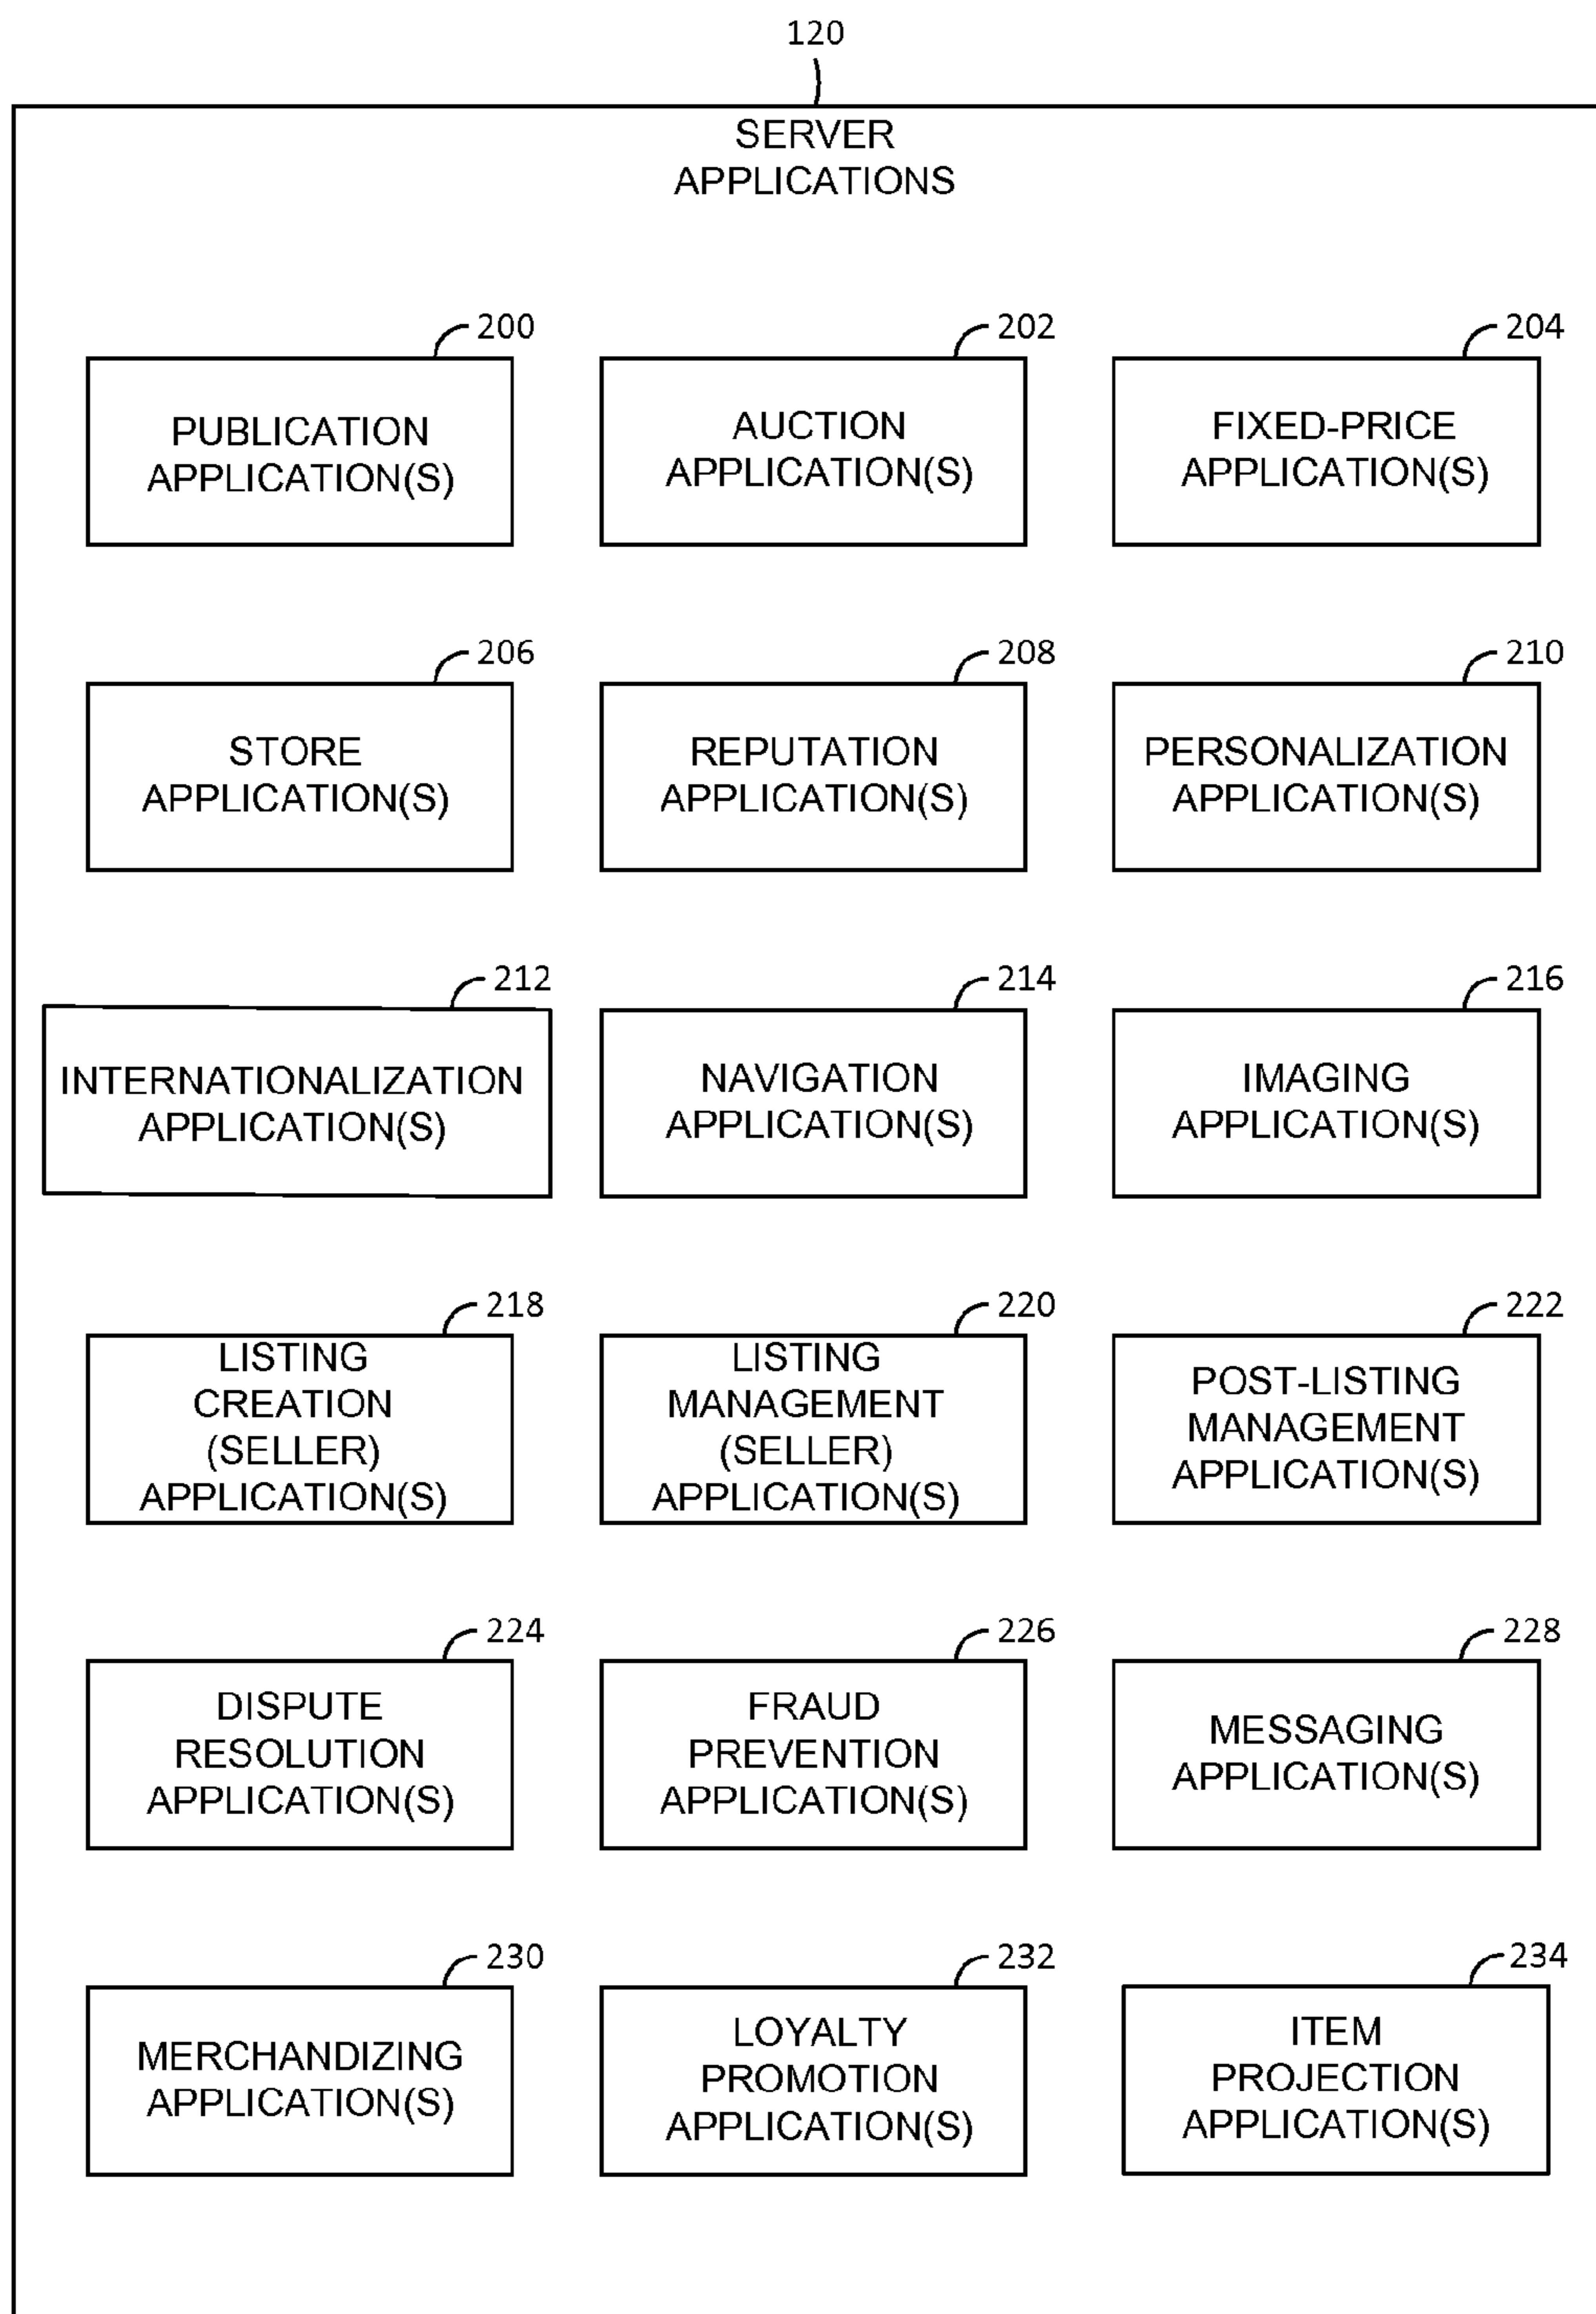 120
SERVER
APPLICATIONS
200
PUBLICATION
APPLICATION(S)
202
AUCTION
APPLICATION(S)
204
FIXED-PRICE
APPLICATION(S)
206
STORE
APPLICATION(S)
208
REPUTATION
APPLICATION(S)
210
PERSONALIZATION
APPLICATION(S)
212
INTERNATIONALIZATION
APPLICATION(S)
214
NAVIGATION
APPLICATION(S)
216
IMAGING
APPLICATION(S)
218
LISTING
CREATION
(SELLER)
APPLICATION(S)
220
LISTING
MANAGEMENT
(SELLER)
APPLICATION(S)
222
POST-LISTING
MANAGEMENT
APPLICATION(S)
224
DISPUTE
RESOLUTION
APPLICATION(S)
226
FRAUD
PREVENTION
APPLICATION(S)
228
MESSAGING
APPLICATION(S)
230
MERCHANDIZING
APPLICATION(S)
232
LOYALTY
PROMOTION
APPLICATION(S)
234
ITEM
PROJECTION
APPLICATION(S)